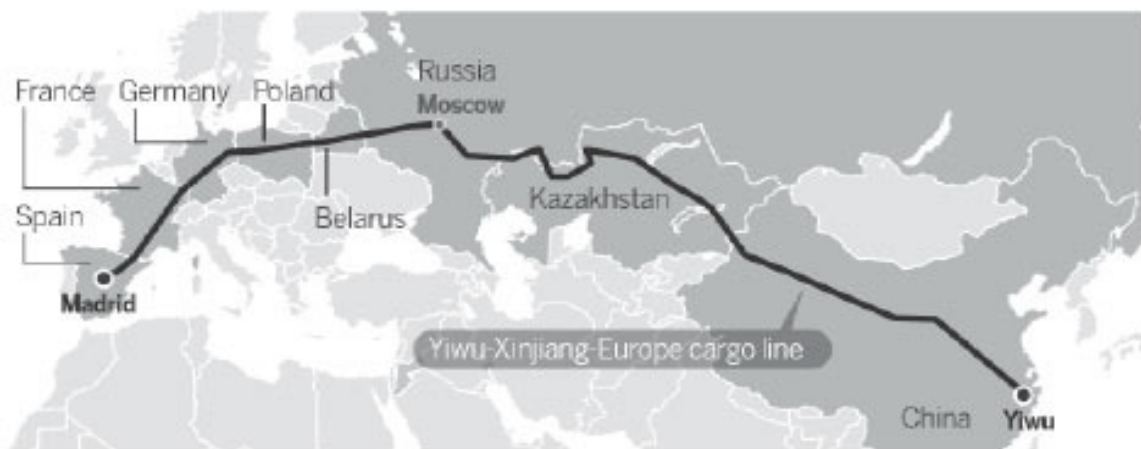 Russia
Moscow
France
Germany
Poland
Kazakhstan
Spain
Belarus
Madrid
Yiwu-Xinjiang-Europe cargo line
China
Yiwu